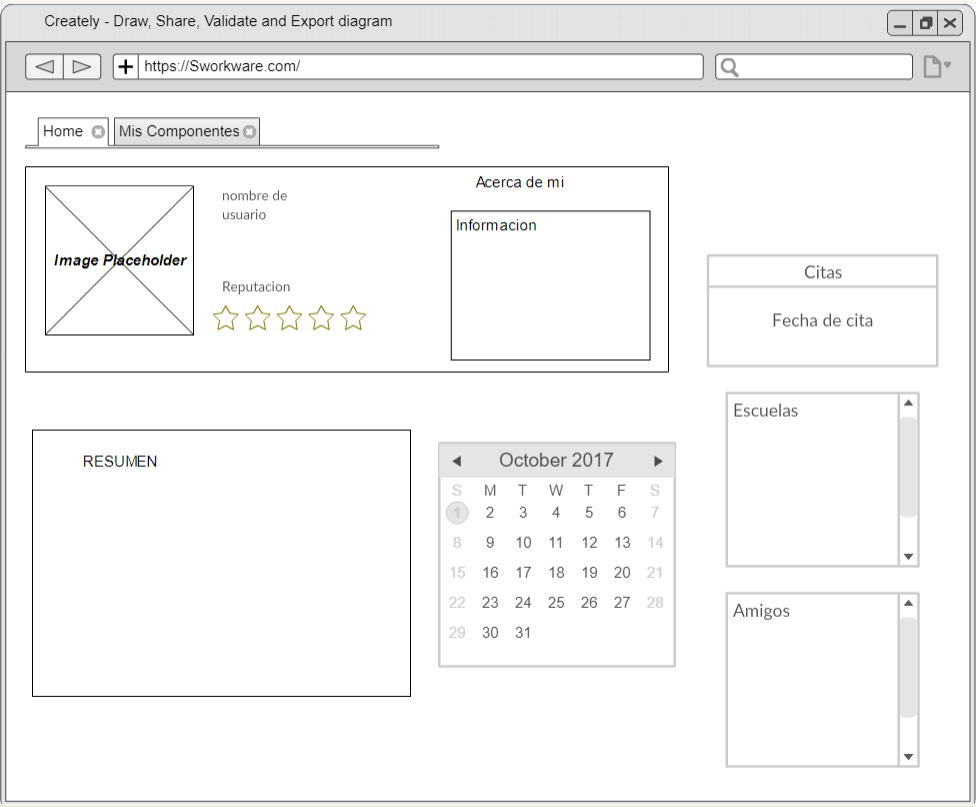 Creately - Draw, Share, Validate and Export diagram
https://Sworkware.com/
Home
Mis Componentes
Image Placeholder
nombre de
usuario
Reputacion
Acerca de mi
Informacion
Citas
Fecha de cita
RESUMEN
October 2017
S M T W T F S
1 2 3 4 5 6 7
8 9 10 11 12 13 14
15 16 17 18 19 20 21
22 23 24 25 26 27 28
29 30 31
Escuelas
Amigos